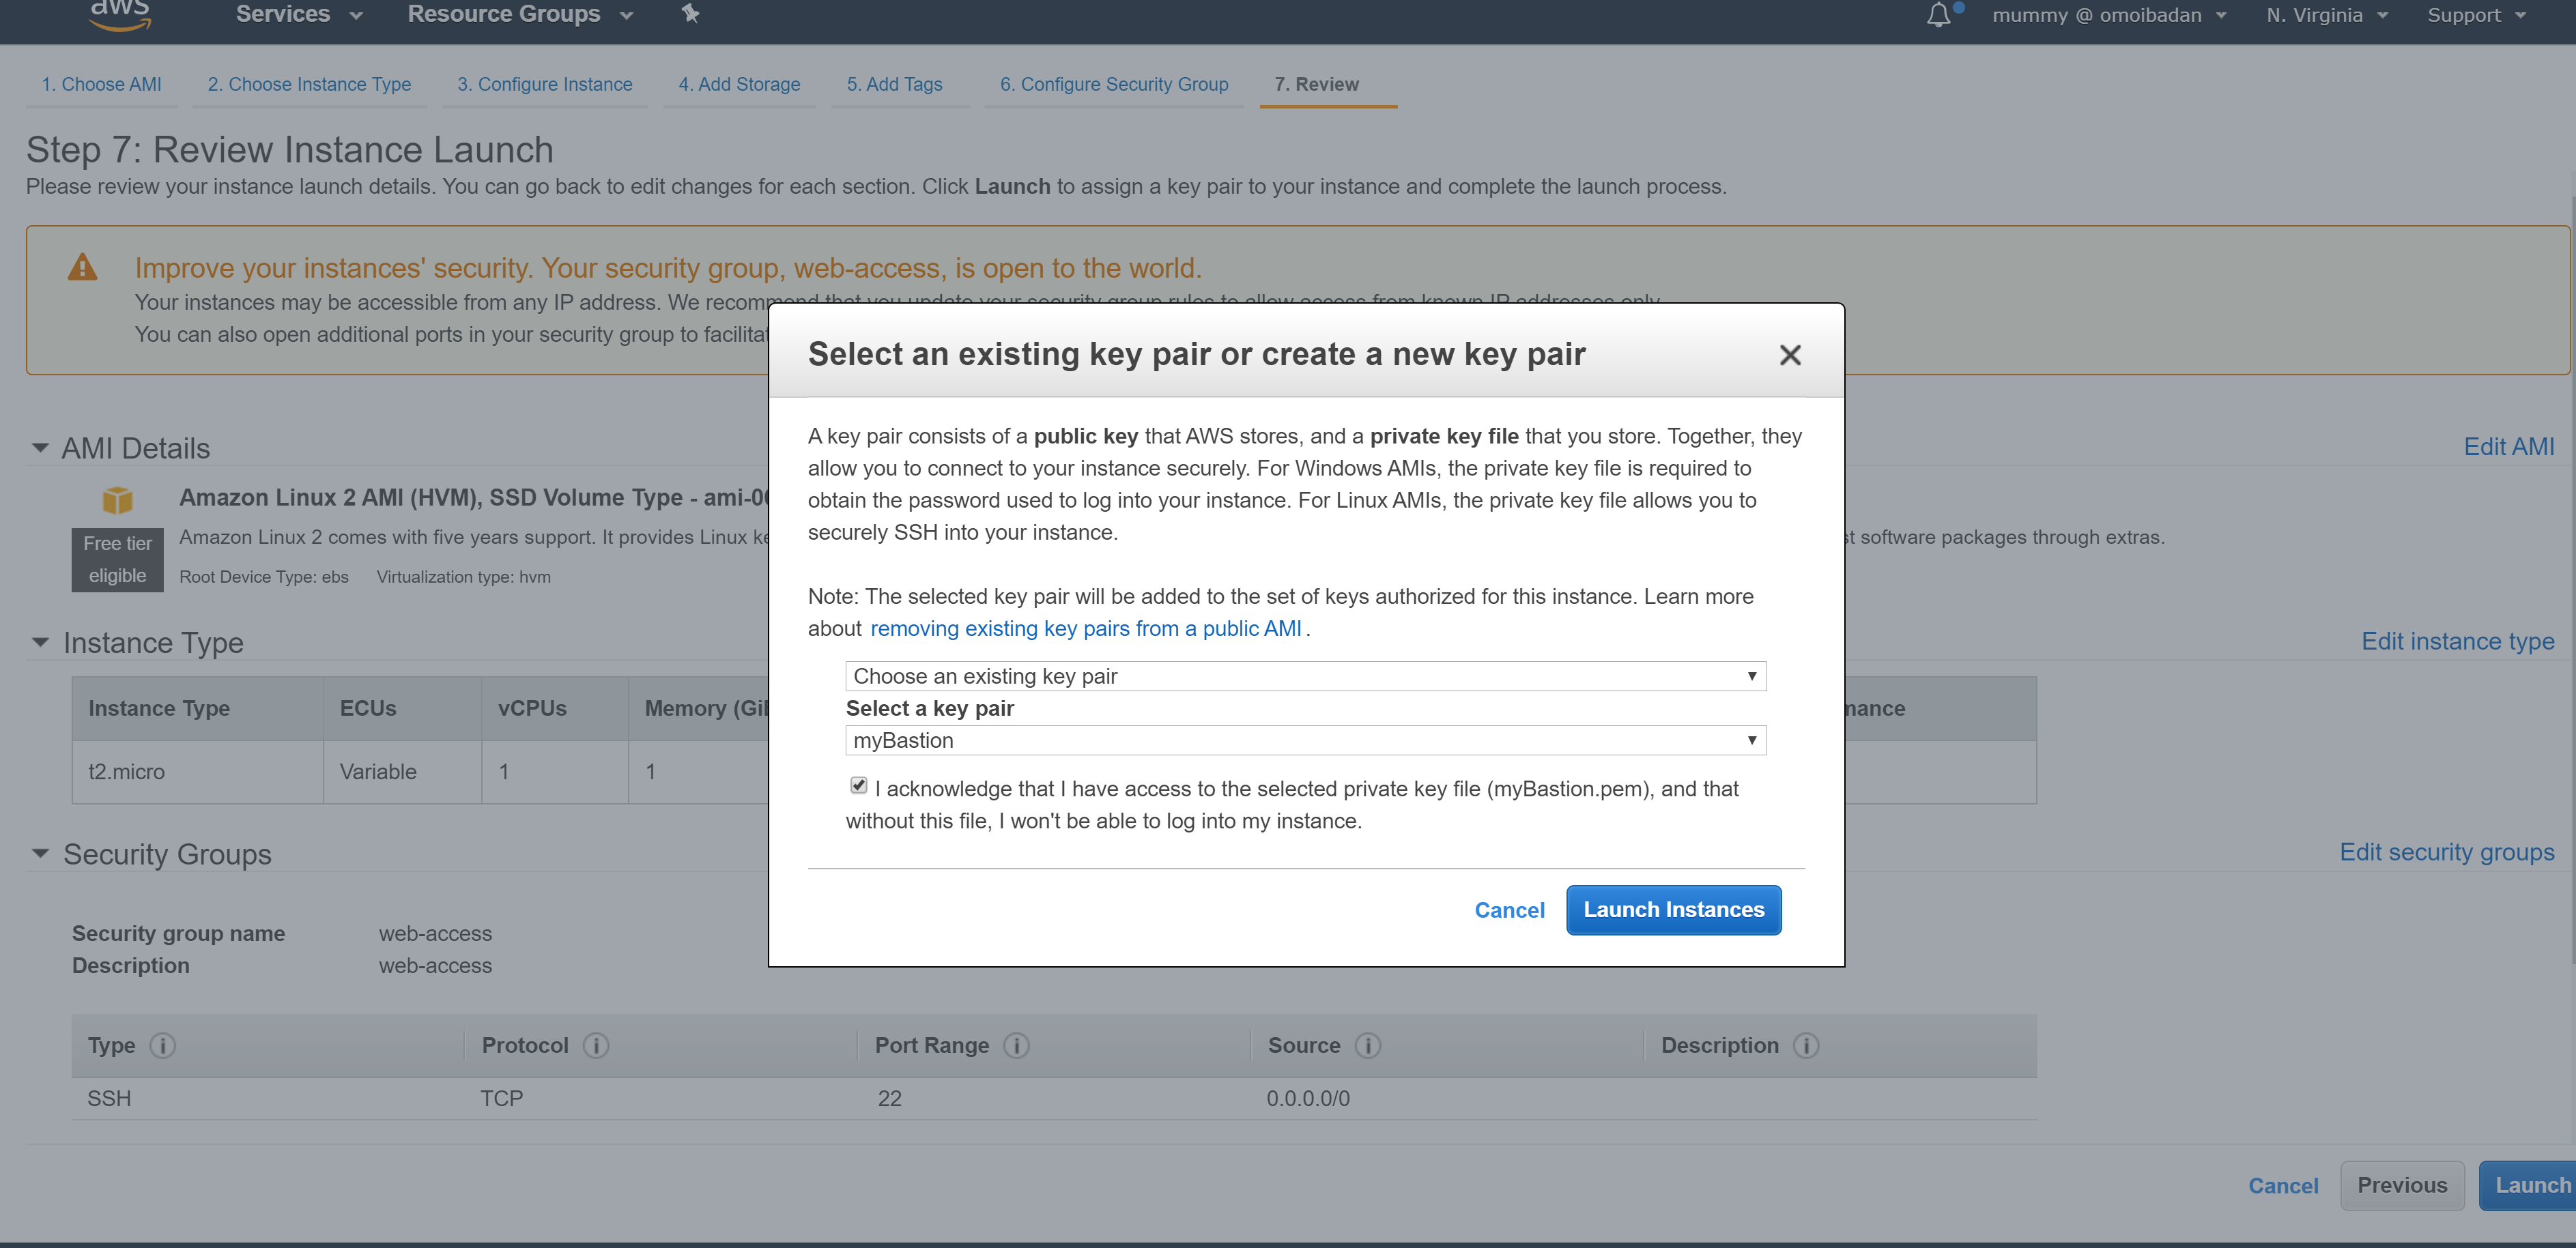 aws Services Resource Groups mummy @ omoibadan N. Virginia Support
1. Choose AMI 2. Choose Instance Type 3. Configure Instance 4. Add Storage 5. Add Tags 6. Configure Security Group 7. Review
Step 7: Review Instance Launch
Please review your instance launch details. You can go back to edit changes for each section. Click Launch to assign a key pair to your instance and complete the launch process.
Improve your instances' security. Your security group, web-access, is open to the world.
Your instances may be accessible from any IP address. We recommend that you update your security group rules to allow access from known IP addresses only.
You can also open additional ports in your security group to
AMI Details Edit AMI
Amazon Linux 2 AMI (HVM), SSD Volume Type -
Free tier
eligible
Amazon Linux 2 comes with five years support. It provides Linux
software packages through extras.
Root Device Type: ebs Virtualization type: hvm
Instance Type Edit instance type
Instance Type ECUs vCPUs Memory
t2.micro Variable 1 1
Security Groups Edit security groups
Security group name web-access
Description web-access
Type Protocol Port Range Source Description
SSH TCP 22 0.0.0.0/0
Cancel Previous Launch
Select an existing key pair or create a new key pair
A key pair consists of a public key that AWS stores, and a private key file that you store. Together, they
allow you to connect to your instance securely. For Windows AMIs, the private key file is required to
obtain the password used to log into your instance. For Linux AMIs, the private key file allows you to
securely SSH into your instance.
Note: The selected key pair will be added to the set of keys authorized for this instance. Learn more
about removing existing key pairs from a public AMI.
Choose an existing key pair
Select a key pair
myBastion
I acknowledge that I have access to the selected private key file (myBastion.pem), and that
without this file, I won't be able to log into my instance.
Cancel Launch Instances